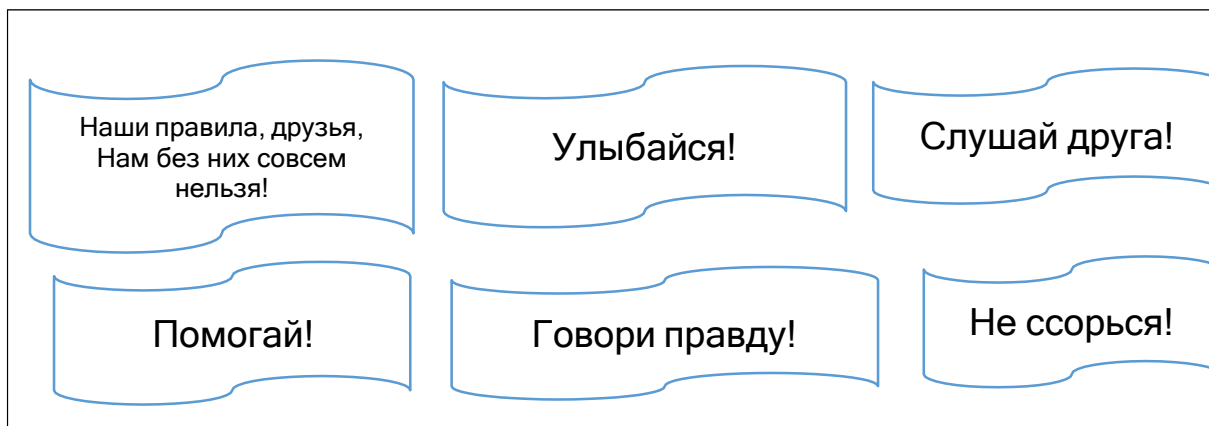 Наши правила, друзья,
Нам без них совсем
нельзя!
Улыбайся!
Слушай друга!
Помогай!
Говори правду!
Не ссорься!